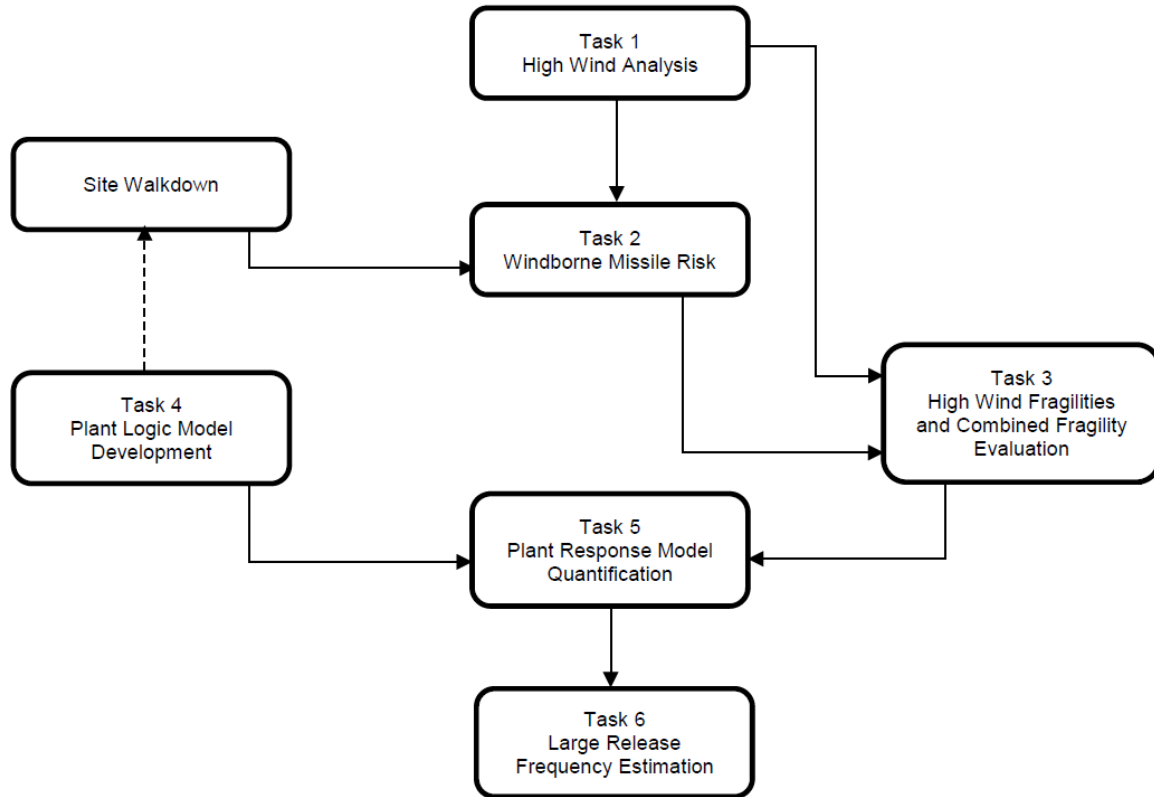 Task 1
High Wind Analysis
Site Walkdown
Task 2
Windborne Missile Risk
Task 3
High Wind Fragilities
and Combined Fragility
Evaluation
Task 4
Plant Logic Model
Development
Task 5
Plant Response Model
Quantification
Task 6
Large Release
Frequency Estimation